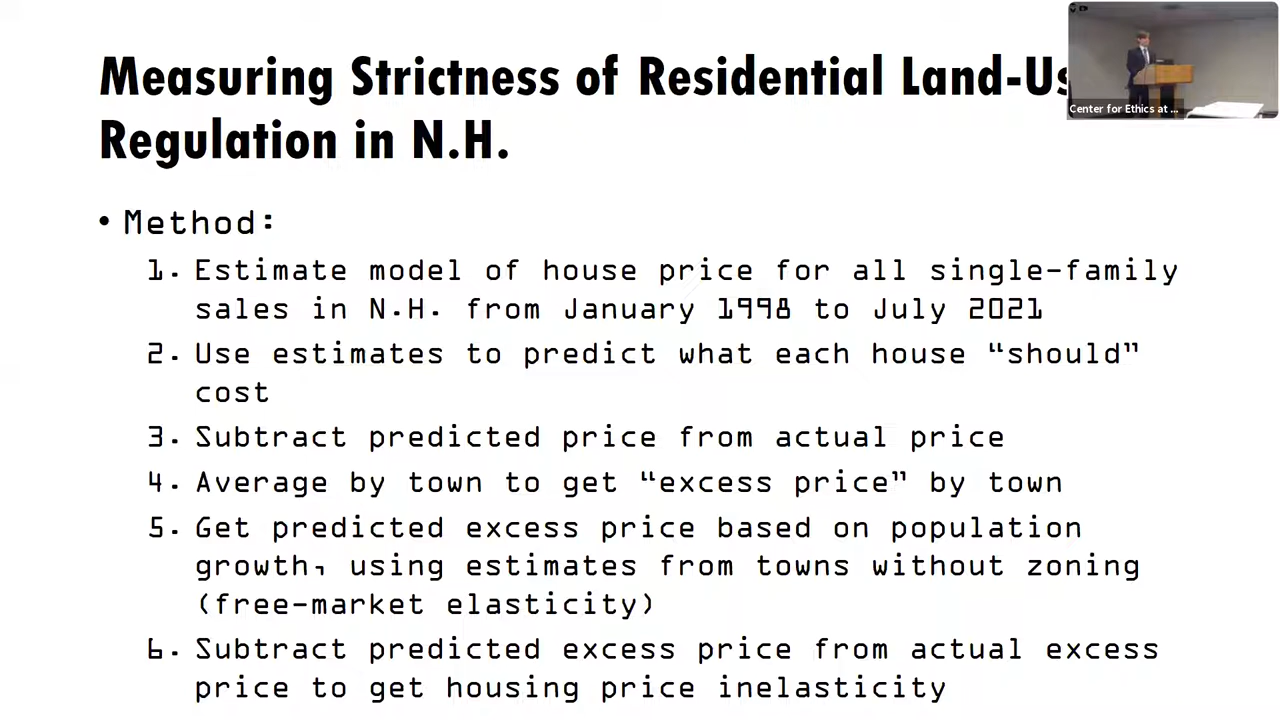 Measuring Strictness of Residential Land-Us
Regulation in N.H.
Center for Ethics at ...
• Method:
1. Estimate model of house price for all single-family
sales in N.H. from January 1998 to July 2021
2. Use estimates to predict what each house “should”
cost
3. Subtract predicted price from actual price
4. Average by town to get “excess price” by town
5. Get predicted excess price based on population
growth, using estimates from towns without zoning
(free-market elasticity)
6. Subtract predicted excess price from actual excess
price to get housing price inelasticity